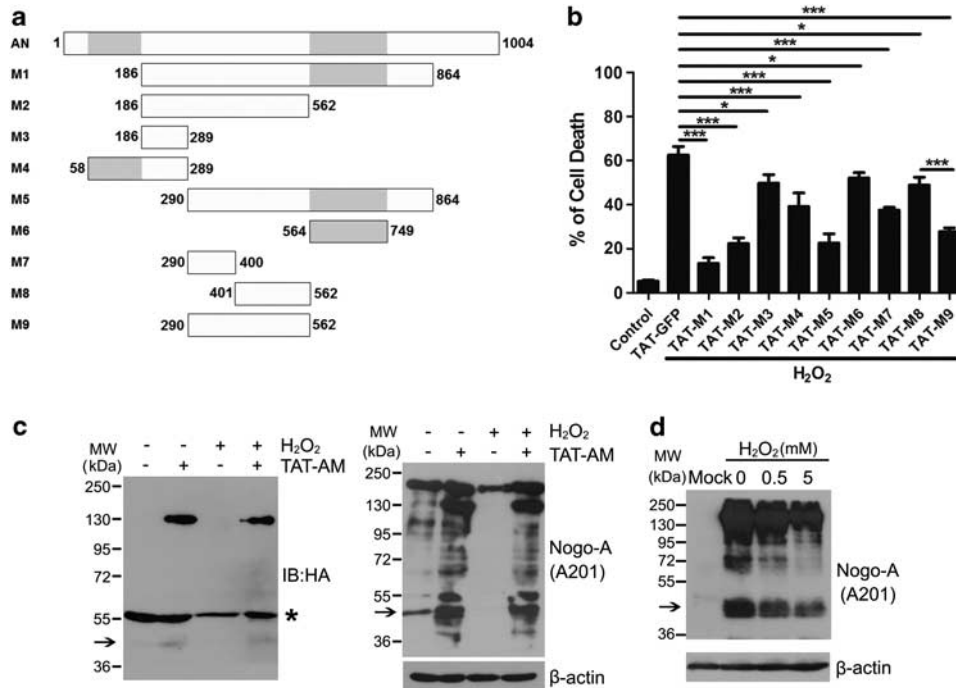 a
AN 1 1004
M1 186 864
M2 186 562
M3 186 289
M4 58 289
M5 290 864
M6 564 749
M7 290 400
M8 401 562
M9 290 562
b
***
*
***
*
***
***
*
***
***
***
% of Cell Death
100
80
60
40
20
0
Control
TAT-GFP
TAT-M1
TAT-M2
TAT-M3
TAT-M4
TAT-M5
TAT-M6
TAT-M7
TAT-M8
TAT-M9
H₂O₂
c
MW (kDa)
- - + + H₂O₂
- + - + TAT-AM
250
130
95
72
55
36
IB:HA
*
MW (kDa)
- - + + H₂O₂
- + - + TAT-AM
250
130
95
72
55
36
Nogo-A
(A201)
β-actin
d
MW
(kDa)
H₂O₂(mM)
Mock 0 0.5 5
250
130
95
72
55
36
Nogo-A
(A201)
β-actin